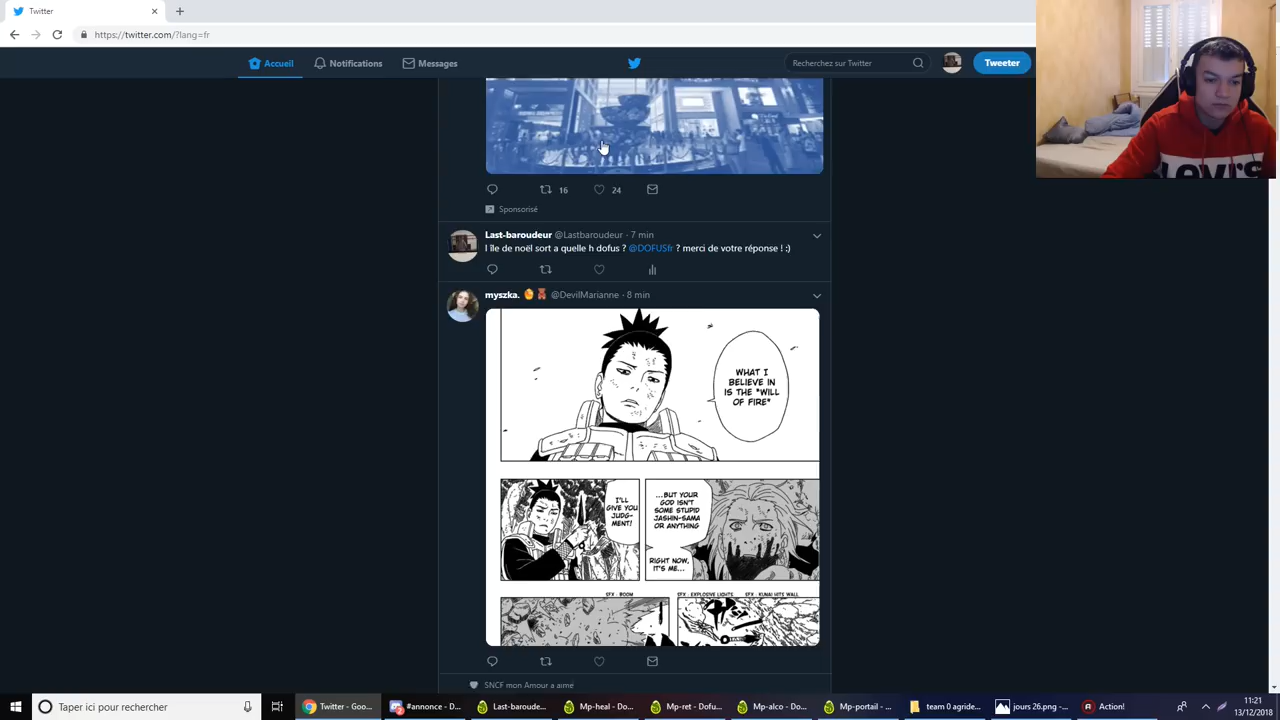 Twitter
https://twitter.com/?lang=fr
Accueil
Notifications
Messages
Recherchez sur Twitter
Tweeter
LEVI'S
16
24
Sponsorisé
Last-baroudeur @Lastbaroudeur · 7 min
l île de noël sort a quelle h dofus ? @DOFUSfr ? merci de votre réponse ! :)
myszka. @DevilMarianne · 8 min
WHAT I
BELIEVE IN
IS THE "WILL
OF FIRE"
I'LL
GIVE YOU
JUDG-
MENT!
...BUT YOUR
GOD ISN'T
SOME STUPID
JASHIN-SAMA
OR ANYTHING
RIGHT NOW,
IT'S ME...
SFX : BOOM
SFX : EXPLOSIVE LIGHTS
SFX : KUNAI HITS WALL
SNCF mon Amour a aimé
Taper ici pour rechercher
Twitter - Goo...
#annonce - D...
Last-baroude...
Mp-heal - Do...
Mp-ret - Dofu...
Mp-alco - Do...
Mp-portail - ...
team 0 agride...
jours 26.png -...
Action!
11:21
13/12/2018